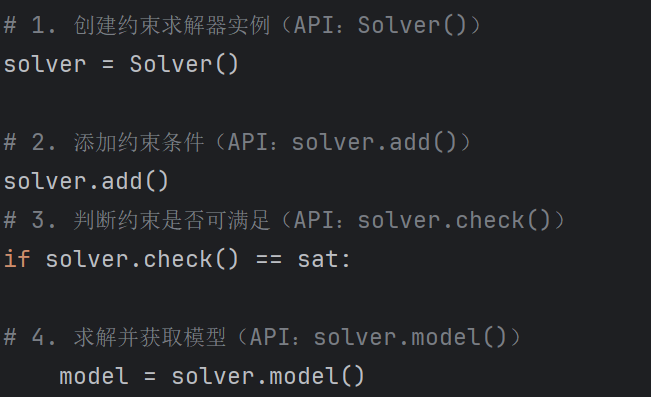 # 1. 创建约束求解器实例（API：Solver()）
solver = Solver()
# 2. 添加约束条件（API：solver.add()）
solver.add()
# 3. 判断约束是否可满足（API：solver.check()）
if solver.check() == sat:
# 4. 求解并获取模型（API：solver.model()）
    model = solver.model()